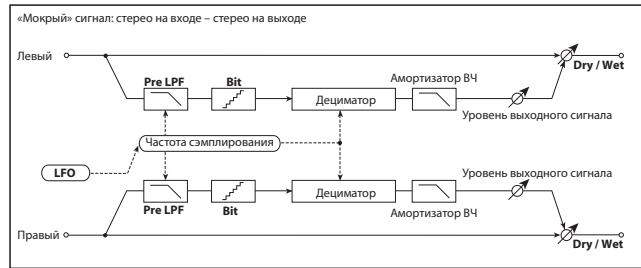 «Мокрый» сигнал: стерео на входе – стерео на выходе
Левый
Dry / Wet
Pre LPF
Bit
Дециматор
Амортизатор ВЧ
Уровень выходного сигнала
Частота сэмплирования
LFO
Уровень выходного сигнала
Pre LPF
Bit
Дециматор
Амортизатор ВЧ
Правый
Dry / Wet